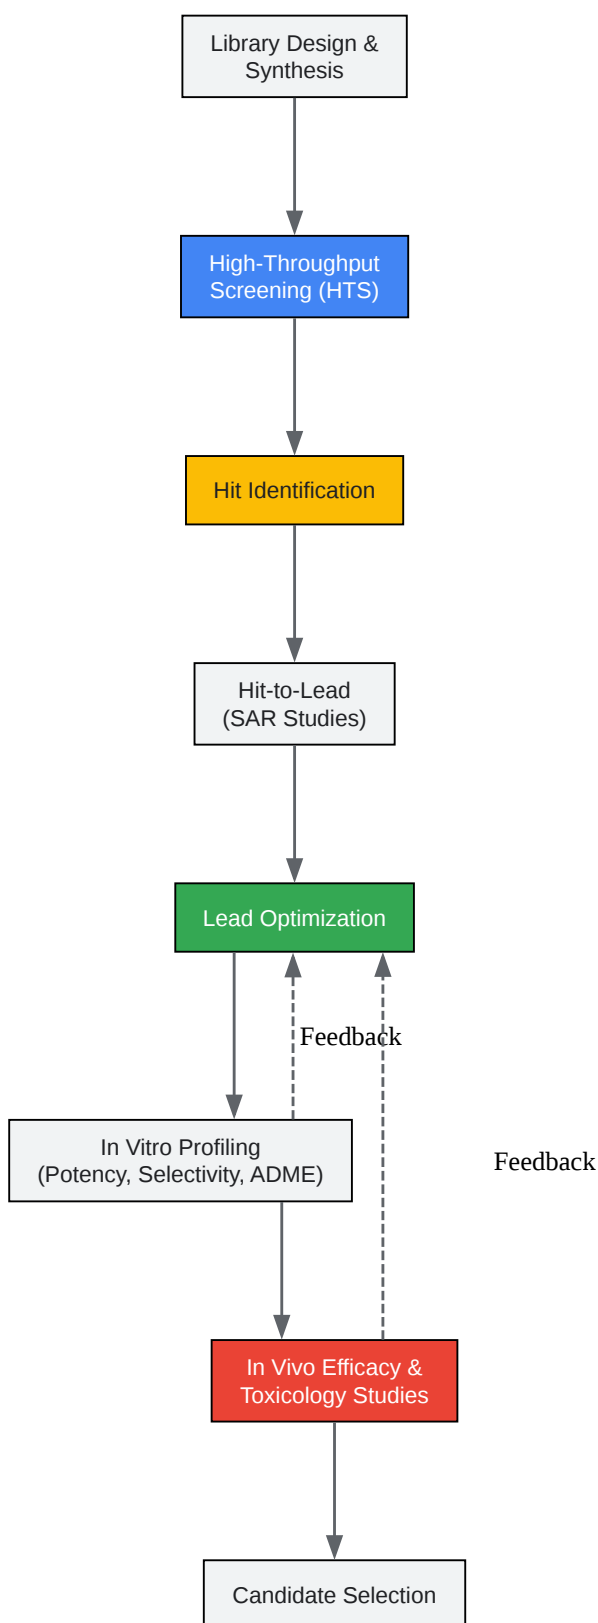 Library Design &
Synthesis
High-Throughput
Screening (HTS)
Hit Identification
Hit-to-Lead
(SAR Studies)
Lead Optimization
Feedback
In Vitro Profiling
(Potency, Selectivity, ADME)
Feedback
In Vivo Efficacy &
Toxicology Studies
Candidate Selection